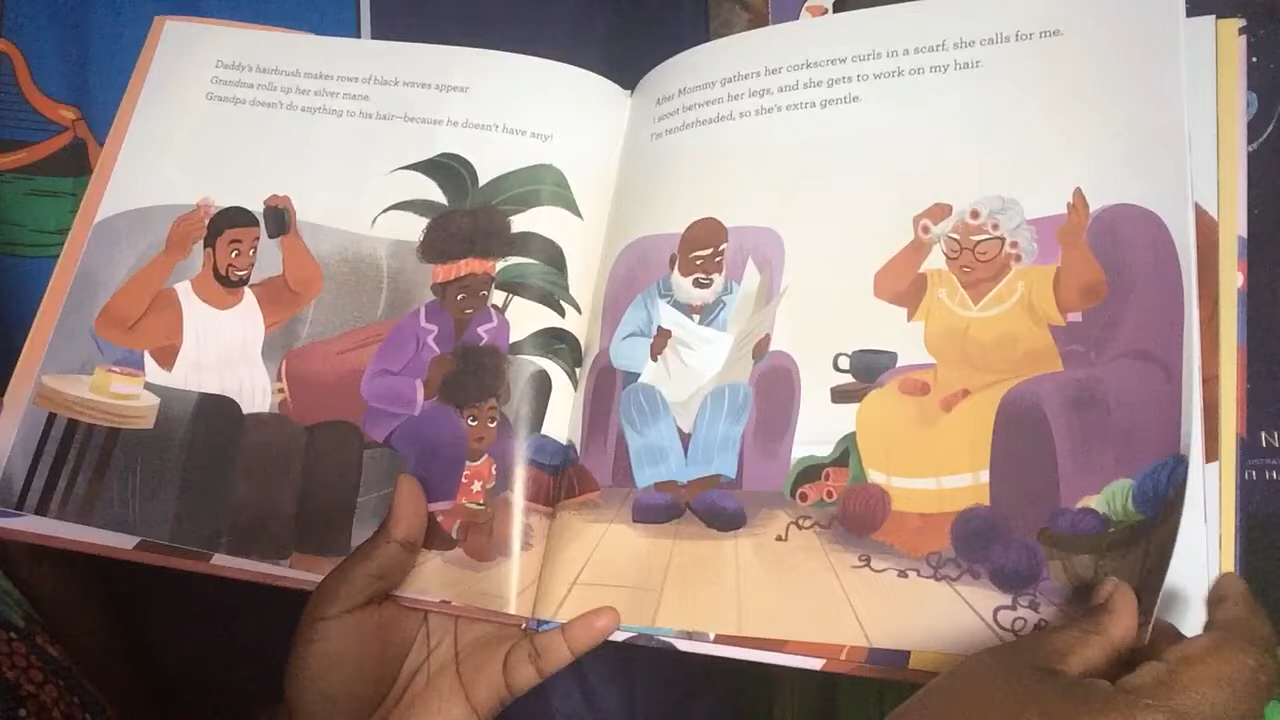 Daddy's hairbrush makes rows of black waves appear
Grandma rolls up her silver mane.
Grandpa doesn't do anything to his hair—because he doesn't have any!
After Mommy gathers her corkscrew curls in a scarf, she calls for me.
I scoot between her legs, and she gets to work on my hair.
I'm tenderheaded, so she's extra gentle.